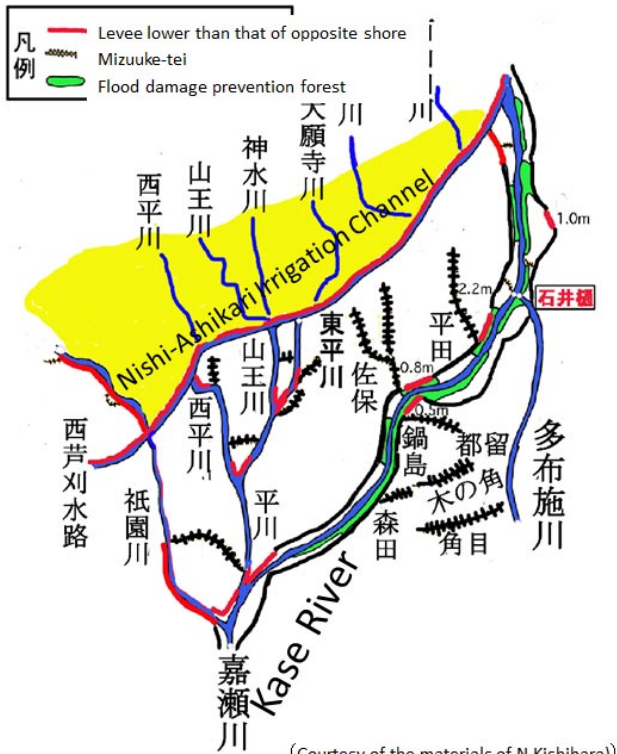 凡例
Levee lower than that of opposite shore
Mizuuke-tei
Flood damage prevention forest
川
川
大願寺川
神水川
山王川
西平川
Nishi-Ashikari Irrigation Channel
1.0m
2.2m
石井樋
平田
東平川
山王川
佐保
0.8m
0.5m
西平川
鍋島
都留
木の角
多布施川
西芦刈水路
祇園川
平川
森田
角目
Kase River
嘉瀬川
(Courtesy of the materials of N.Kishihara)